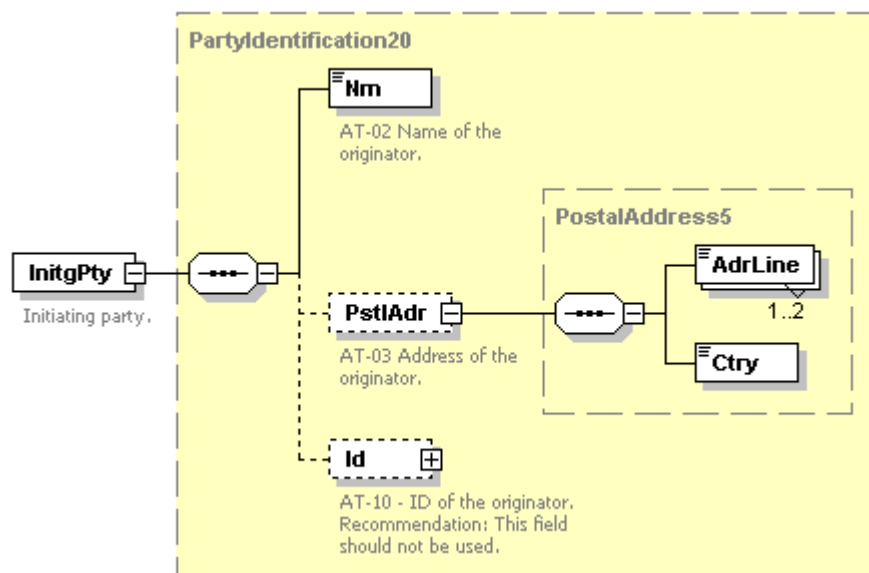 PartyIdentification20
Nm
AT-02 Name of the
originator.
PostalAddress5
InitgPty
Initiating party.
AdrLine
1..2
PstlAdr
AT-03 Address of the
originator.
Ctry
Id
AT-10 - ID of the originator.
Recommendation: This field
should not be used.